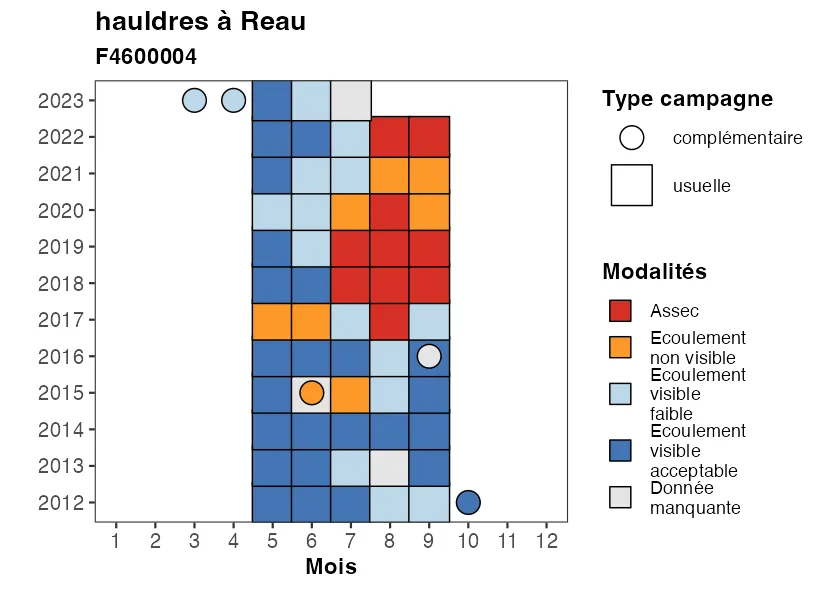 hauldres à Reau
F4600004
2023
2022
2021
2020
2019
2018
2017
2016
2015
2014
2013
2012
1 2 3 4 5 6 7 8 9 10 11 12
Mois
Type campagne
complémentaire
usuelle
Modalités
Assec
Ecoulement
non visible
Ecoulement
visible
faible
Ecoulement
visible
acceptable
Donnée
manquante